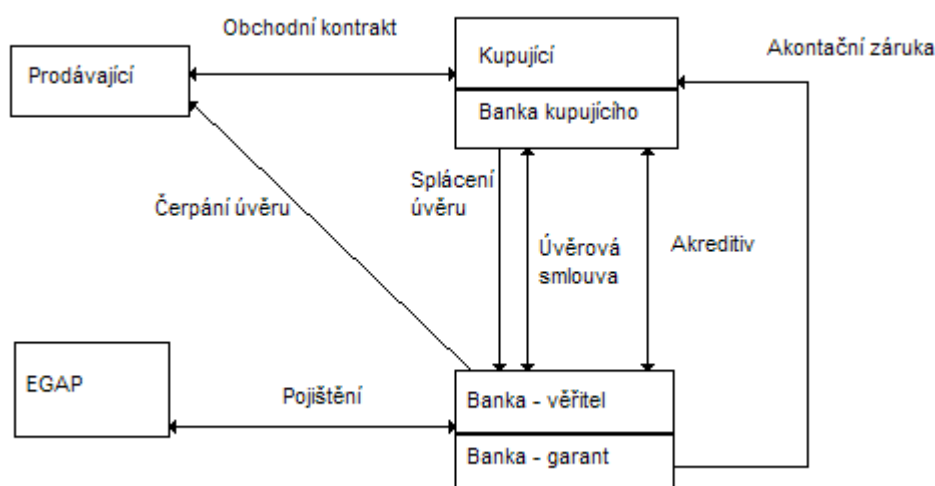 Obchodní kontrakt
Akontační záruka
Prodávající
Kupující
Banka kupujícího
Splácení
úvěru
Čerpání úvěru
Úvěrová
smlouva
Akreditiv
EGAP
Pojištění
Banka - věřitel
Banka - garant